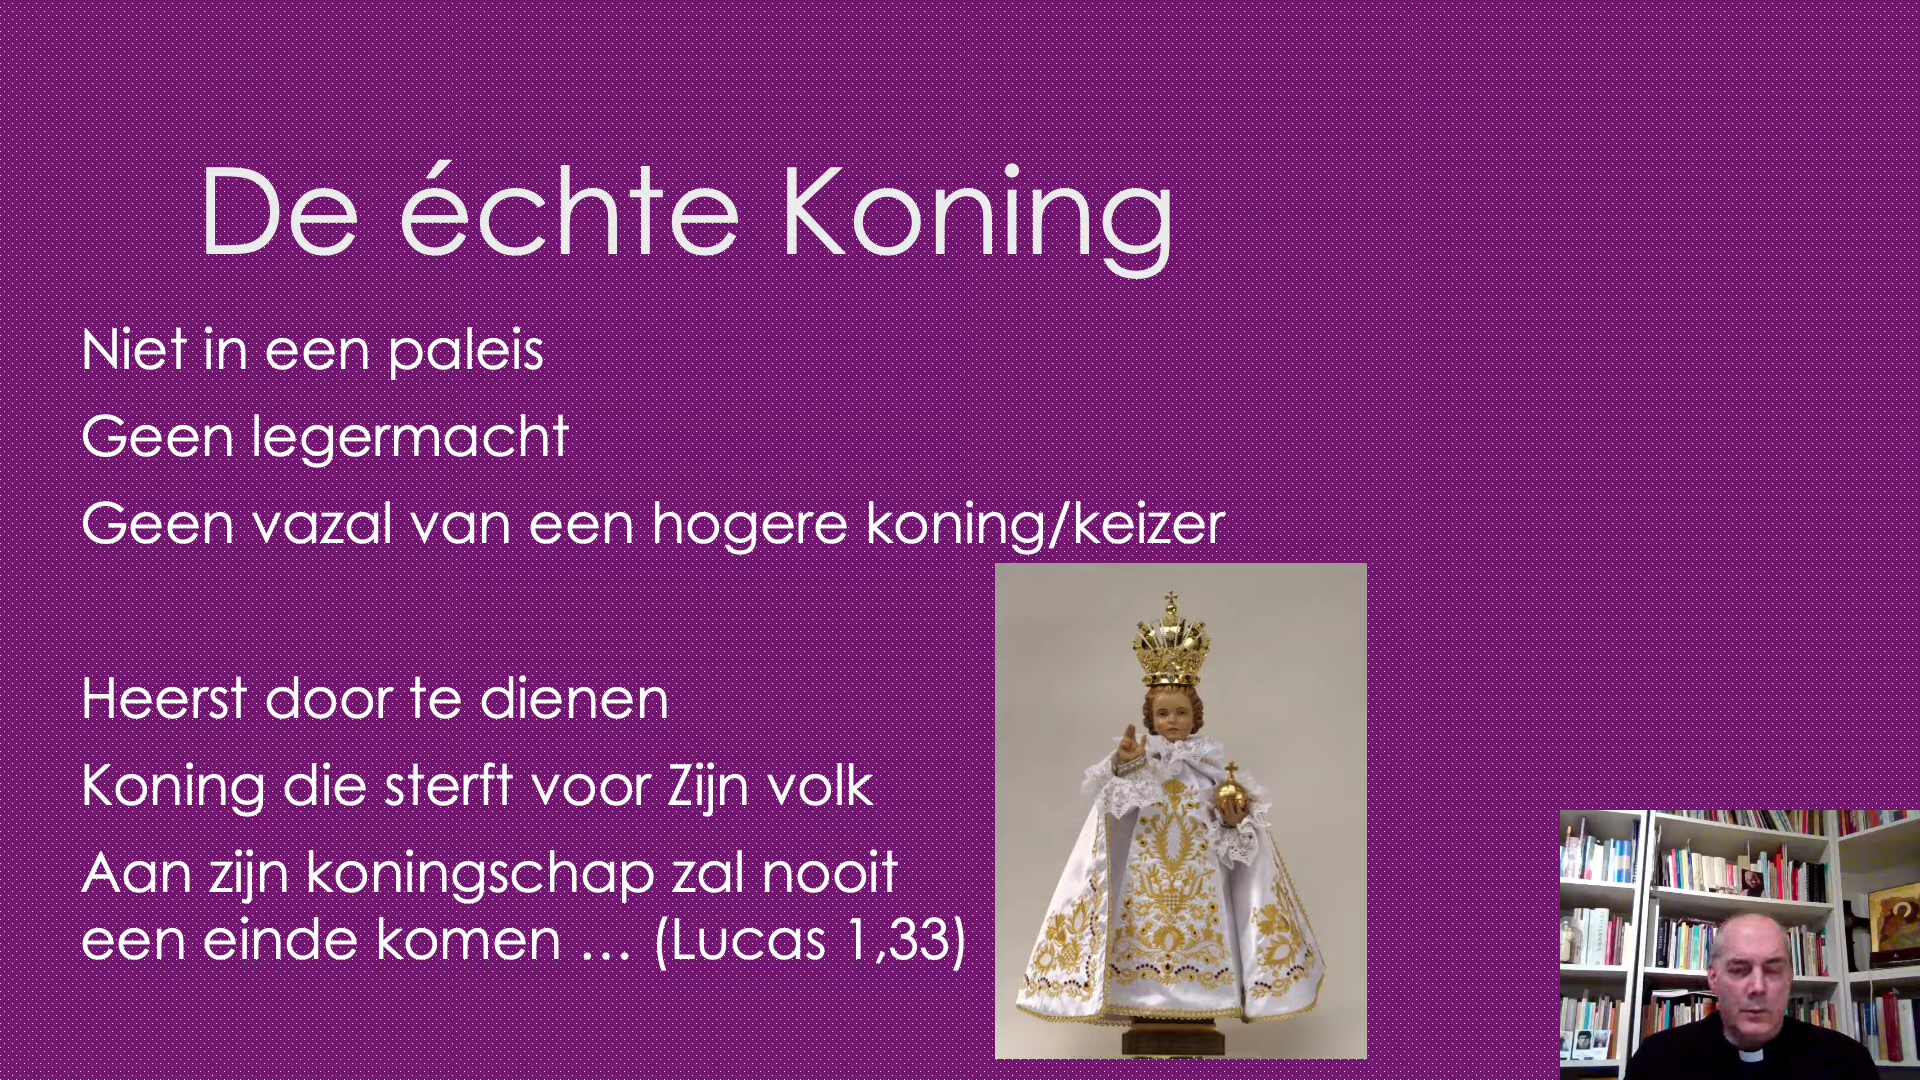 De échte Koning
Niet in een paleis
Geen legermacht
Geen vazal van een hogere koning/keizer
Heerst door te dienen
Koning die sterft voor Zijn volk
Aan zijn koningschap zal nooit
een einde komen … (Lucas 1,33)